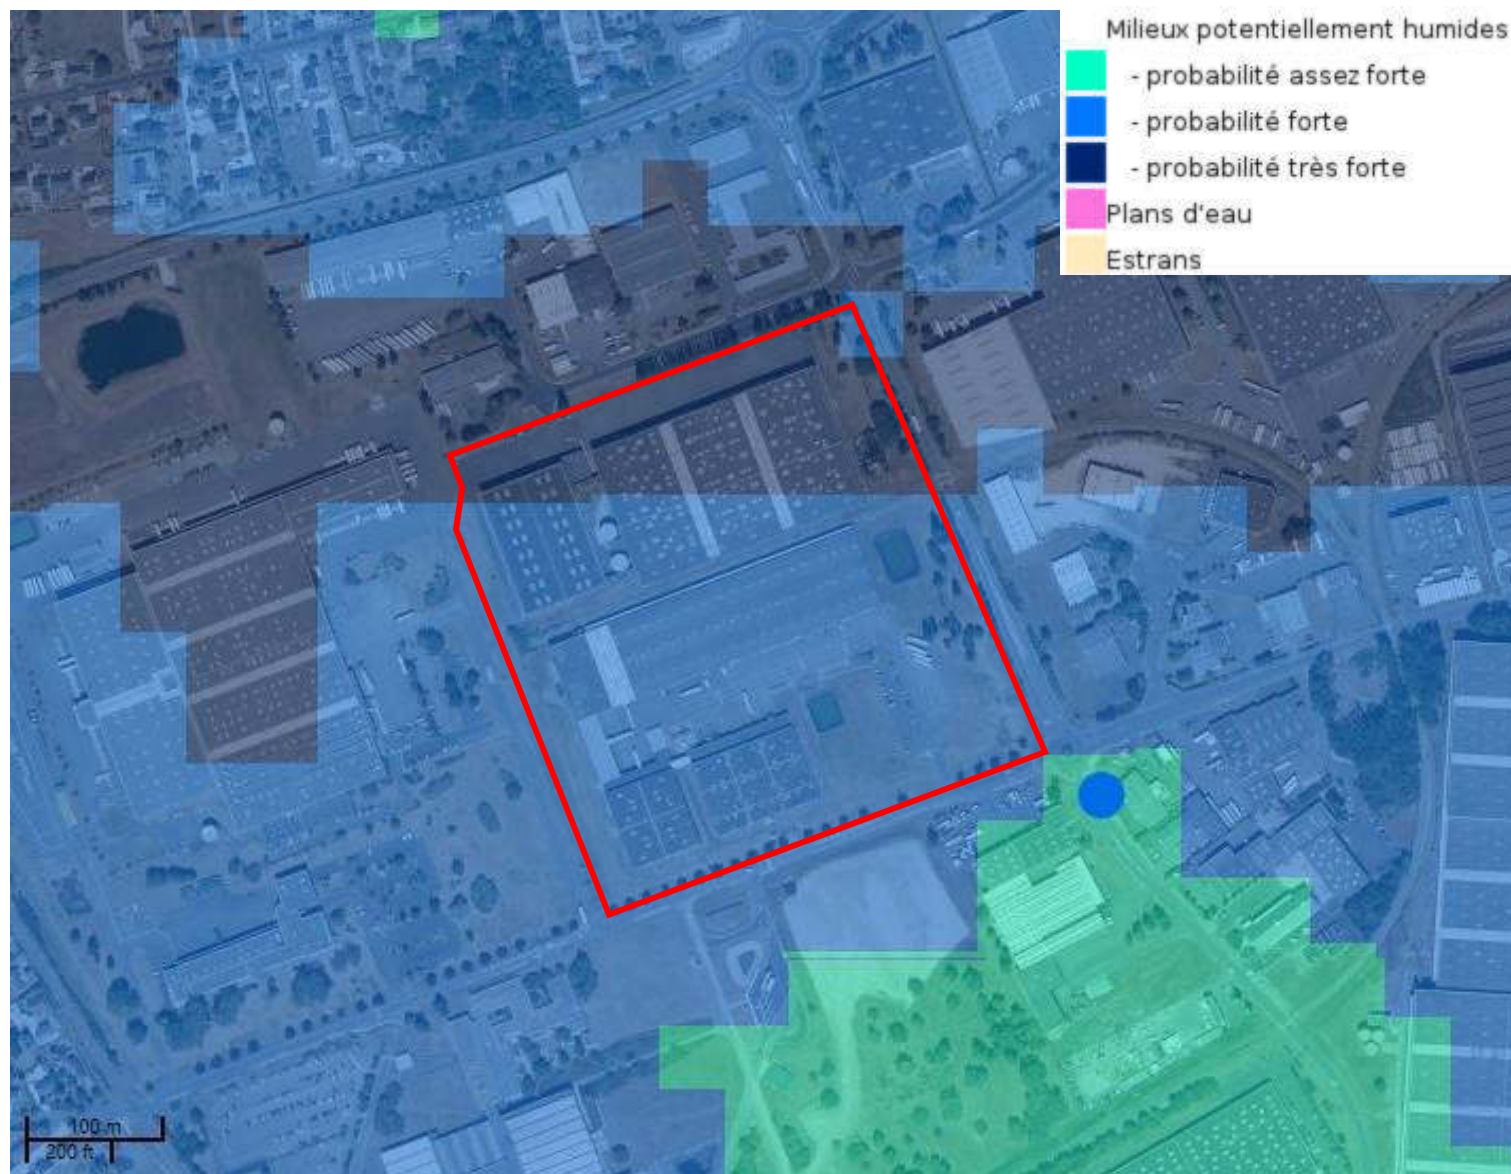 Milieux potentiellement humides
- probabilité assez forte
- probabilité forte
- probabilité très forte
Plans d'eau
Estrans
100 m
200 ft